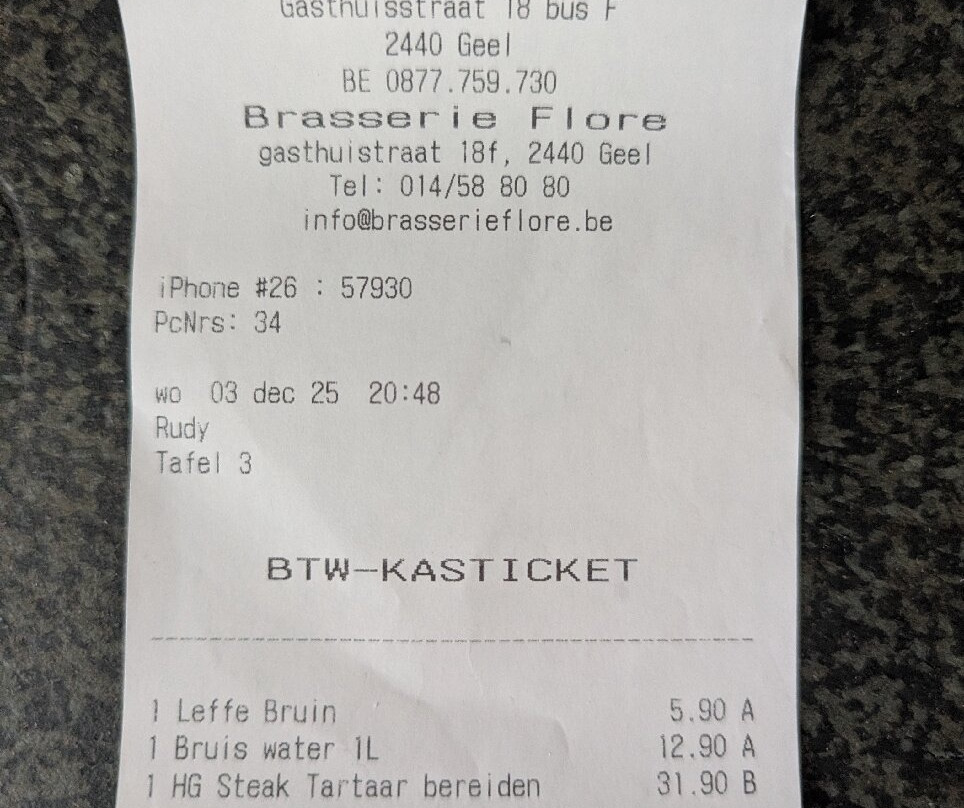 Gasthuisstraat 18 bus F
2440 Geel
BE 0877.759.730
Brasserie Flore
gasthuistraat 18f, 2440 Geel
Tel: 014/58 80 80
info@brasserieflore.be
iPhone #26 : 57930
PcNrs: 34
wo 03 dec 25 20:48
Rudy
Tafel 3
BTW-KASTICKET
1 Leffe Bruin 5.90 A
1 Bruis water 1L 12.90 A
1 HG Steak Tartaar bereiden 31.90 B